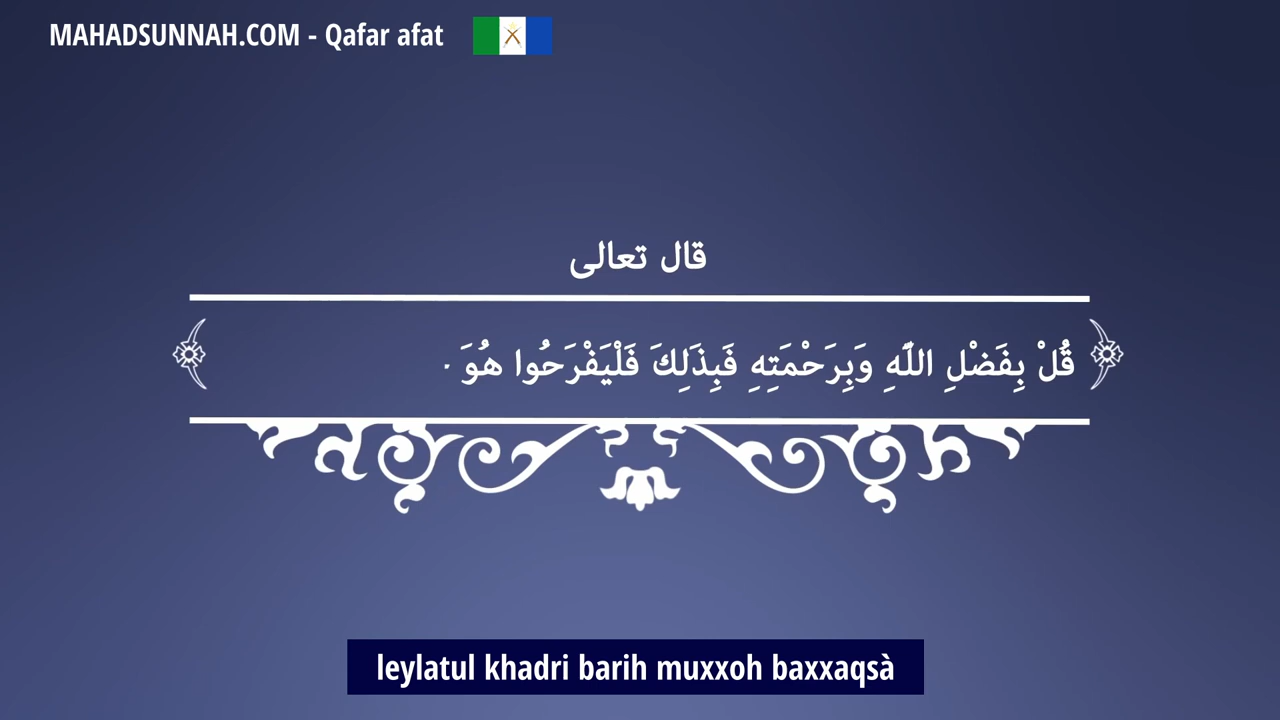 MAHADSUNNAH.COM - Qafar afat
قال تعالى
قُلْ بِفَضْلِ اللَّهِ وَبِرَحْمَتِهِ فَبِذَلِكَ فَلْيَفْرَحُوا هُوَ
leylatul khadri barih muxxoh baxxaqsà